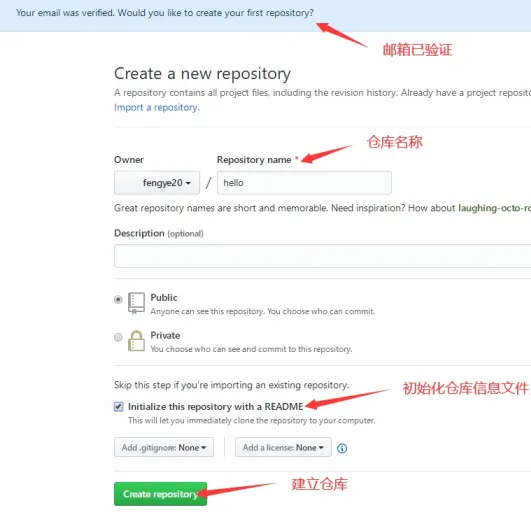 Your email was verified. Would you like to create your first repository?
邮箱已验证
Create a new repository
A repository contains all project files, including the revision history. Already have a project
Import a repository.
仓库名称
Owner
Repository name *
fengye20 / hello
Great repository names are short and memorable. Need inspiration? How about laughing-octo-
Description (optional)
Public
Anyone can see this repository. You choose who can commit.
Private
You choose who can see and commit to this repository.
Skip this step if you're importing an existing repository.
初始化仓库信息文件
Initialize this repository with a README
This will let you immediately clone the repository to your computer.
Add .gitignore: None
Add a license: None
建立仓库
Create repository